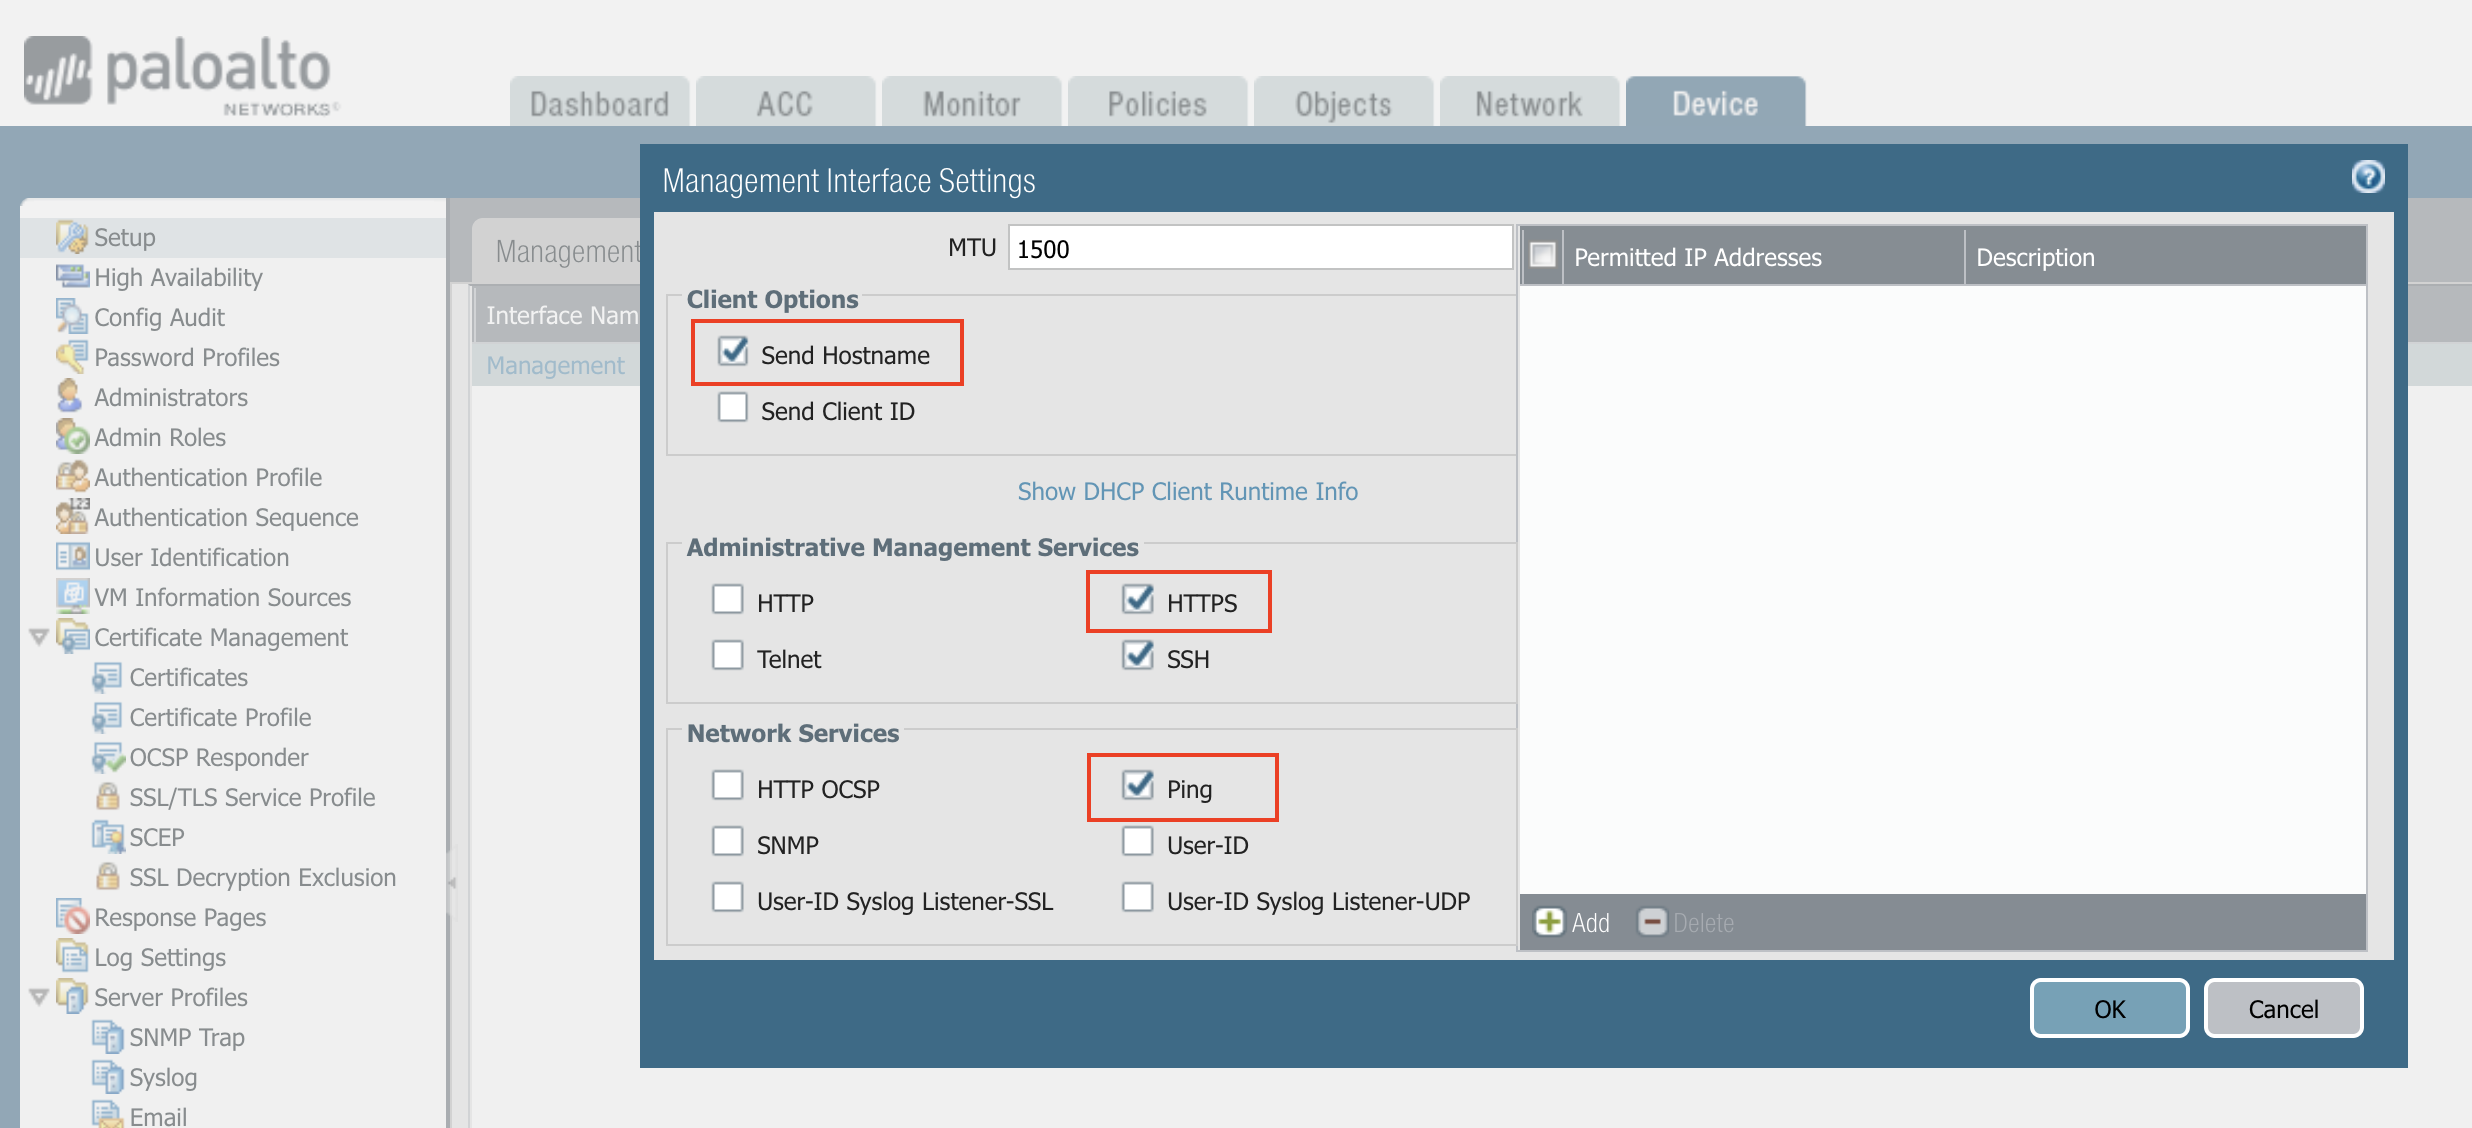 paloalto
NETWORKS
Dashboard
ACC
Monitor
Policies
Objects
Network
Device
Management Interface Settings
Setup
High Availability
Config Audit
Password Profiles
Administrators
Admin Roles
Authentication Profile
Authentication Sequence
User Identification
VM Information Sources
Certificate Management
Certificates
Certificate Profile
OCSP Responder
SSL/TLS Service Profile
SCEP
SSL Decryption Exclusion
Response Pages
Log Settings
Server Profiles
SNMP Trap
Syslog
Email
Management
Interface Nam
Management
MTU 1500
Client Options
Send Hostname
Send Client ID
Show DHCP Client Runtime Info
Administrative Management Services
HTTP HTTPS
Telnet SSH
Network Services
HTTP OCSP Ping
SNMP User-ID
User-ID Syslog Listener-SSL User-ID Syslog Listener-UDP
Permitted IP Addresses Description
Add Delete
OK Cancel